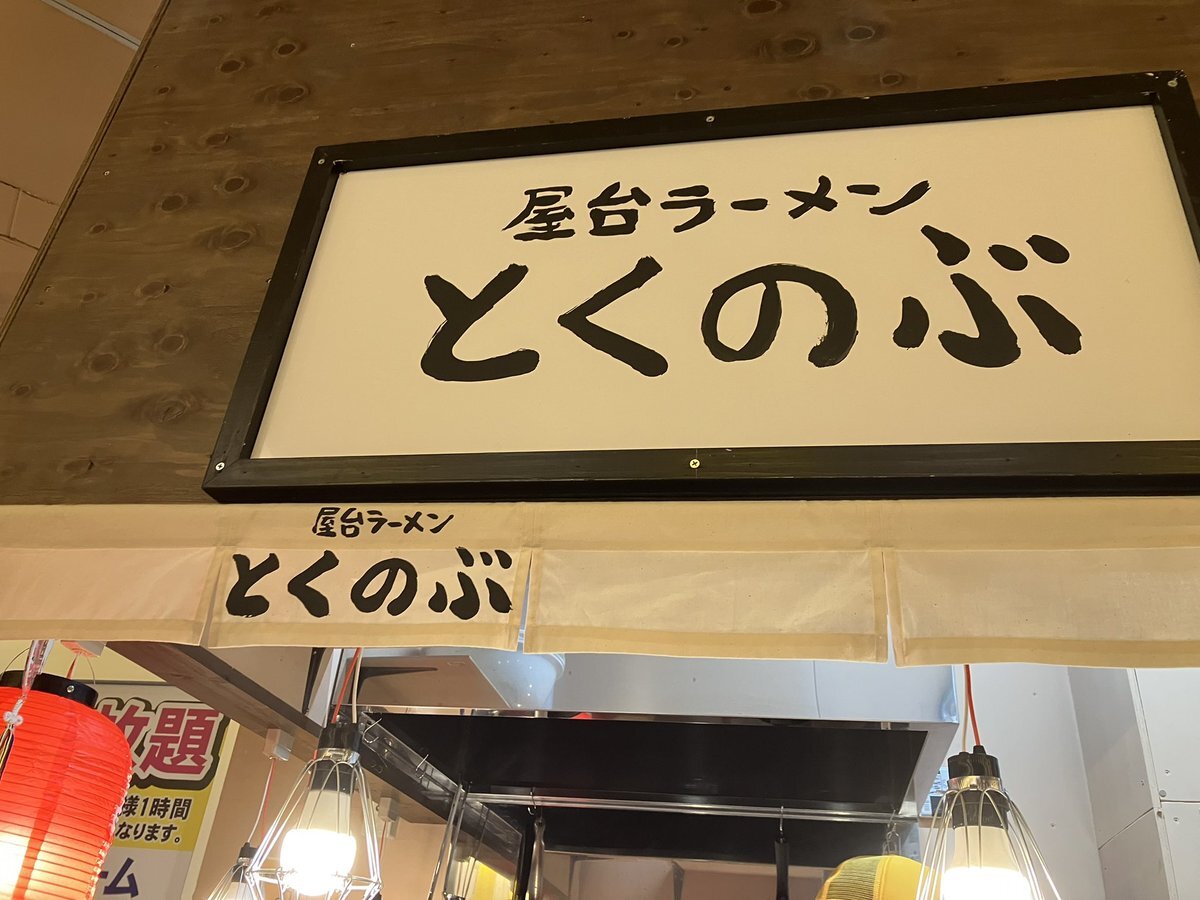 屋台ラーメン
とくのぶ
屋台ラーメン
とくのぶ
放題
様1時間
なります。
ーム